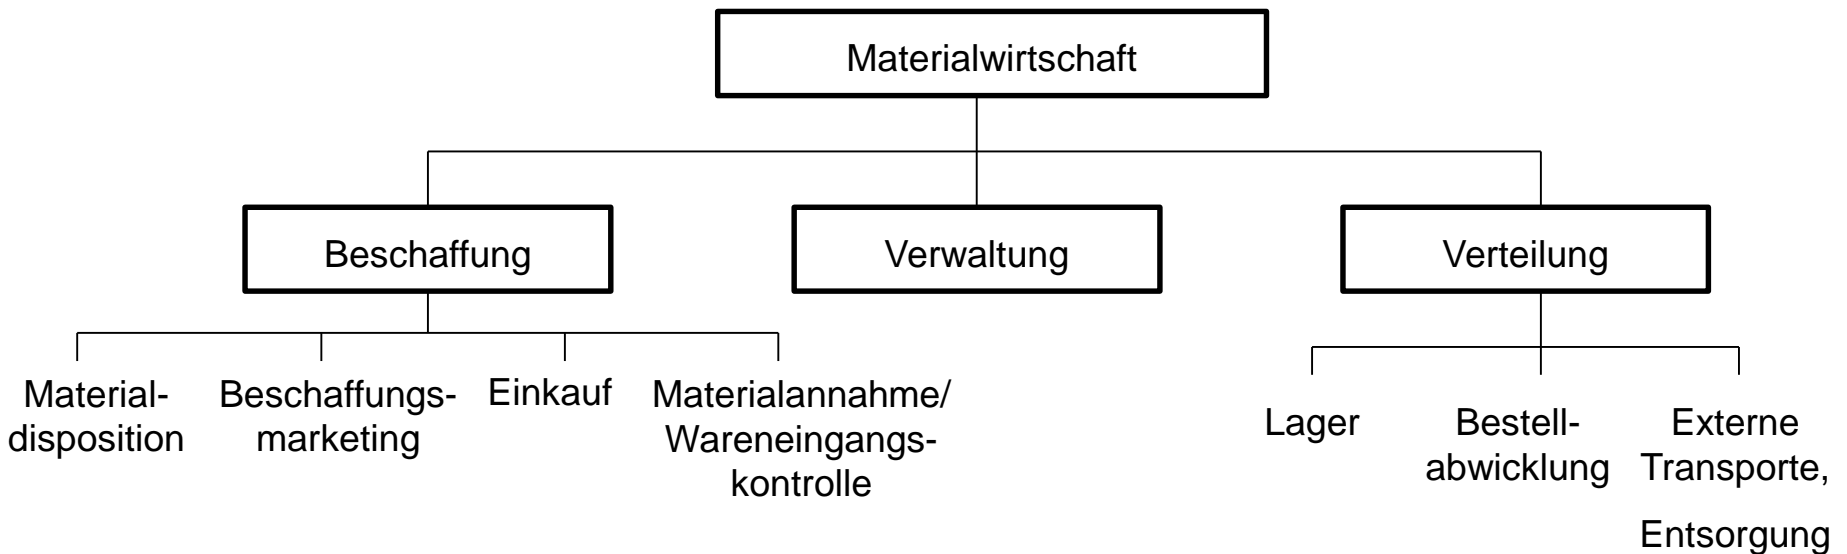 Materialwirtschaft
Beschaffung
Verwaltung
Verteilung
Material-
disposition
Beschaffungs-
marketing
Einkauf
Materialannahme/
Wareneingangs-
kontrolle
Lager
Bestell-
abwicklung
Externe
Transporte,
Entsorgung